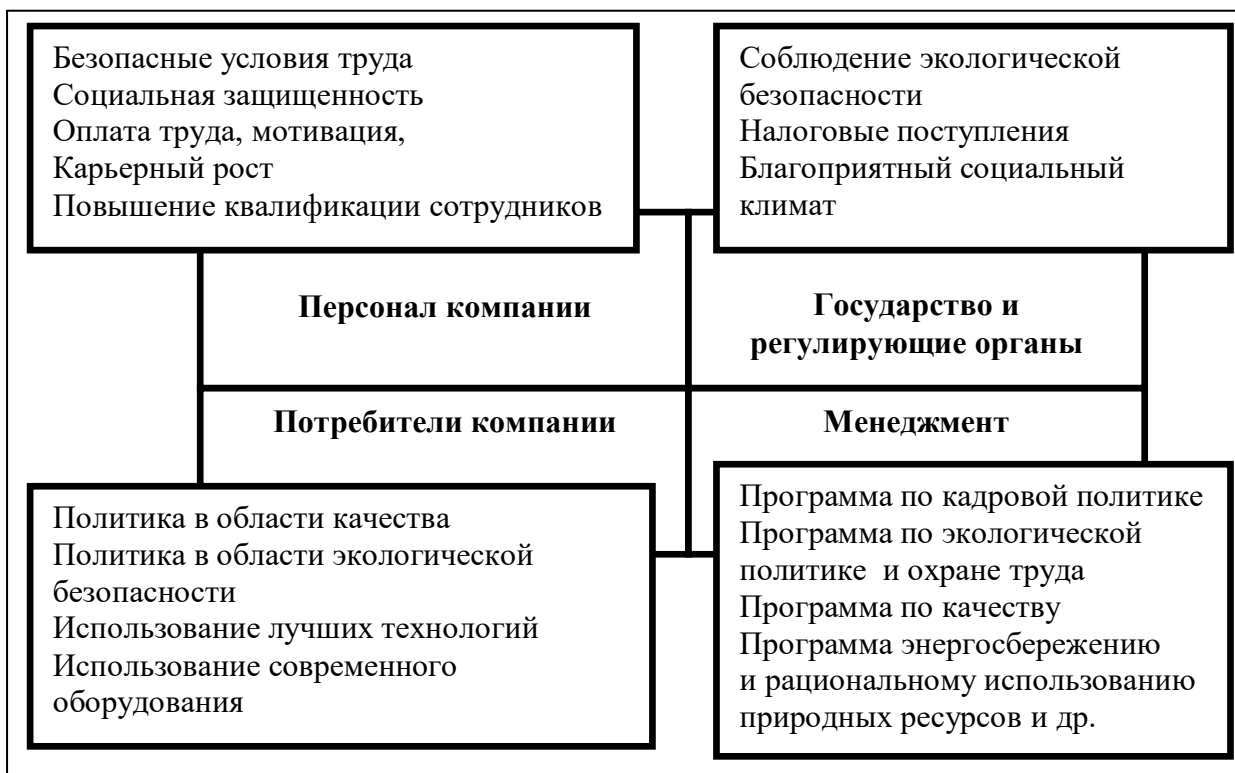 Безопасные условия труда
Социальная защищенность
Оплата труда, мотивация,
Карьерный рост
Повышение квалификации сотрудников
Соблюдение экологической
безопасности
Налоговые поступления
Благоприятный социальный
климат
Персонал компании
Государство и
регулирующие органы
Потребители компании
Менеджмент
Политика в области качества
Политика в области экологической
безопасности
Использование лучших технологий
Использование современного
оборудования
Программа по кадровой политике
Программа по экологической
политике и охране труда
Программа по качеству
Программа энергосбережению
и рациональному использованию
природных ресурсов и др.